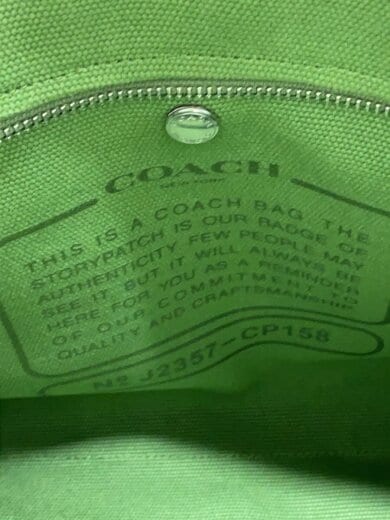 COACH
NEW YORK
THIS IS A COACH BAG. THE
STORYPATCH IS OUR BADGE OF
AUTHENTICITY. FEW PEOPLE MAY
SEE IT, BUT IT WILL ALWAYS BE
HERE FOR YOU AS A REMINDER
OF OUR COMMITMENT TO
QUALITY AND CRAFTSMANSHIP
Nº J2357-CP158